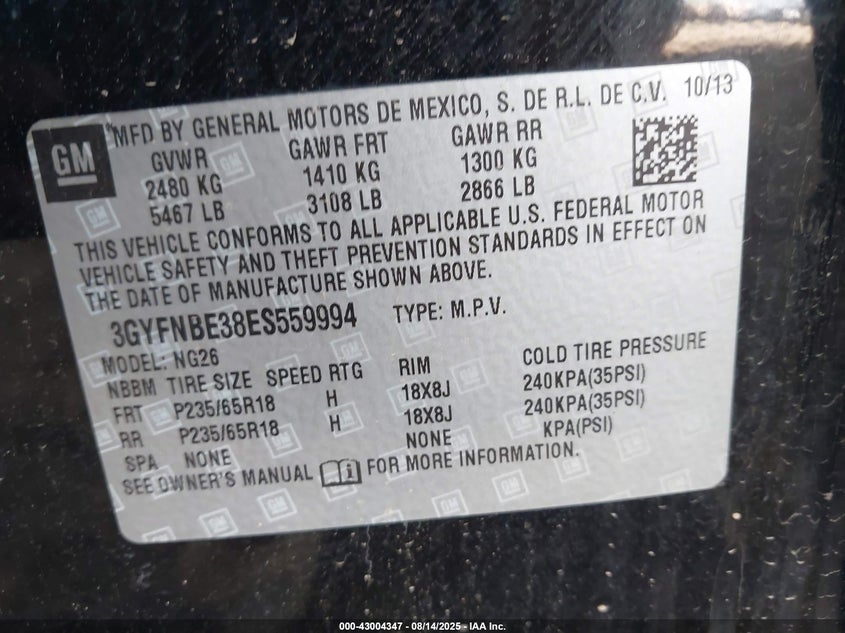 GM
*MFD BY GENERAL MOTORS DE MEXICO, S. DE R.L. DE C.V. 10/13
GVWR GAWR FRT GAWR RR
2480 KG 1410 KG 1300 KG
5467 LB 3108 LB 2866 LB
THIS VEHICLE CONFORMS TO ALL APPLICABLE U.S. FEDERAL MOTOR
VEHICLE SAFETY AND THEFT PREVENTION STANDARDS IN EFFECT ON
THE DATE OF MANUFACTURE SHOWN ABOVE.
3GYFNBE38ES559994 TYPE: M.P.V.
MODEL: NG26
NBBM TIRE SIZE SPEED RTG RIM COLD TIRE PRESSURE
FRT P235/65R18 H 18X8J 240KPA(35PSI)
RR P235/65R18 H 18X8J 240KPA(35PSI)
SPA NONE NONE KPA(PSI)
SEE OWNER'S MANUAL FOR MORE INFORMATION.
000-43004347 - 08/14/2025 - IAA Inc.